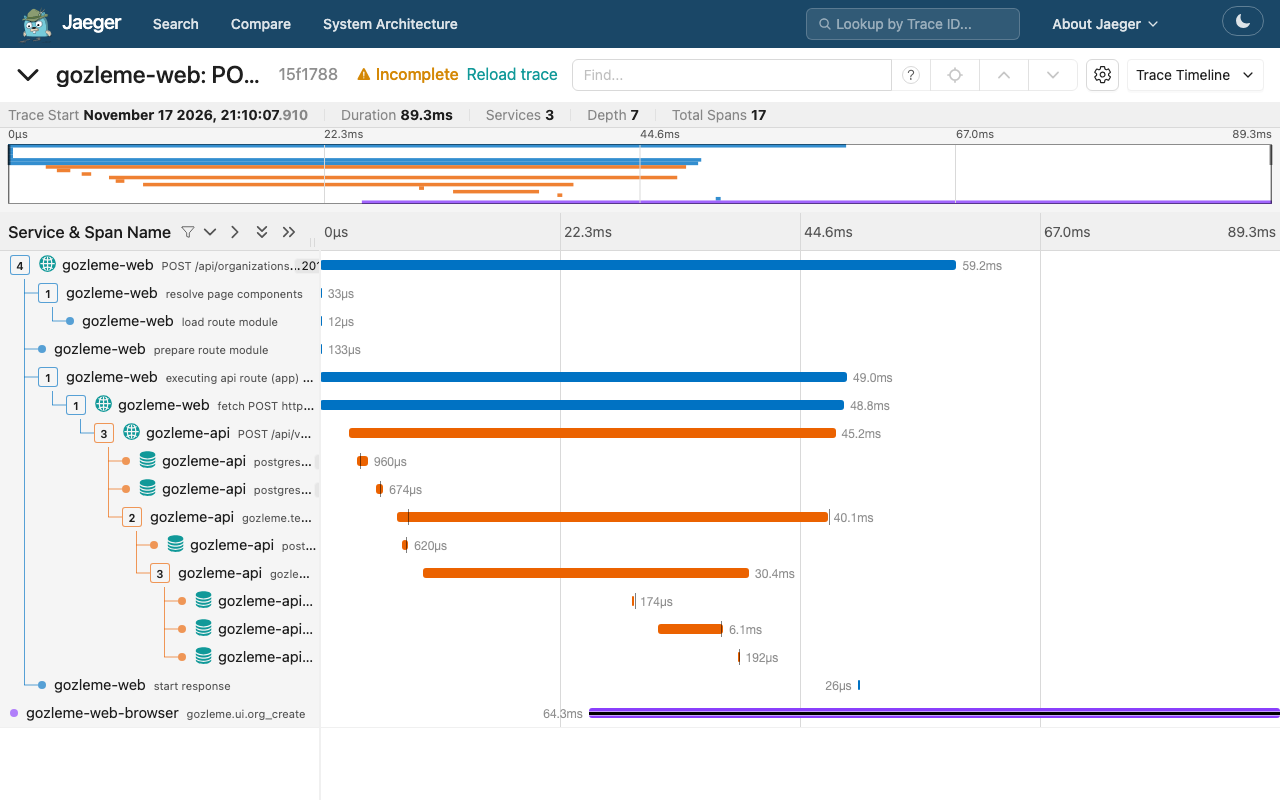 Jaeger Search Compare System Architecture Lookup by Trace ID... About Jaeger
gozleme-web: PO... 15f1788 Incomplete Reload trace Find... ? Trace Timeline
Trace Start November 17 2026, 21:10:07.910 Duration 89.3ms Services 3 Depth 7 Total Spans 17
0μs 22.3ms 44.6ms 67.0ms 89.3ms
Service & Span Name 0μs 22.3ms 44.6ms 67.0ms 89.3ms
4 gozleme-web POST /api/organizations... 201 59.2ms
1 gozleme-web resolve page components 33μs
gozleme-web load route module 12μs
gozleme-web prepare route module 133μs
1 gozleme-web executing api route (app) ... 49.0ms
1 gozleme-web fetch POST http... 48.8ms
3 gozleme-api POST /api/v... 45.2ms
gozleme-api postgres... 960μs
gozleme-api postgres... 674μs
2 gozleme-api gozleme.te... 40.1ms
gozleme-api post... 620μs
3 gozleme-api gozle... 30.4ms
gozleme-api... 174μs
gozleme-api... 6.1ms
gozleme-api... 192μs
gozleme-web start response 26μs
gozleme-web-browser gozleme.ui.org_create 64.3ms